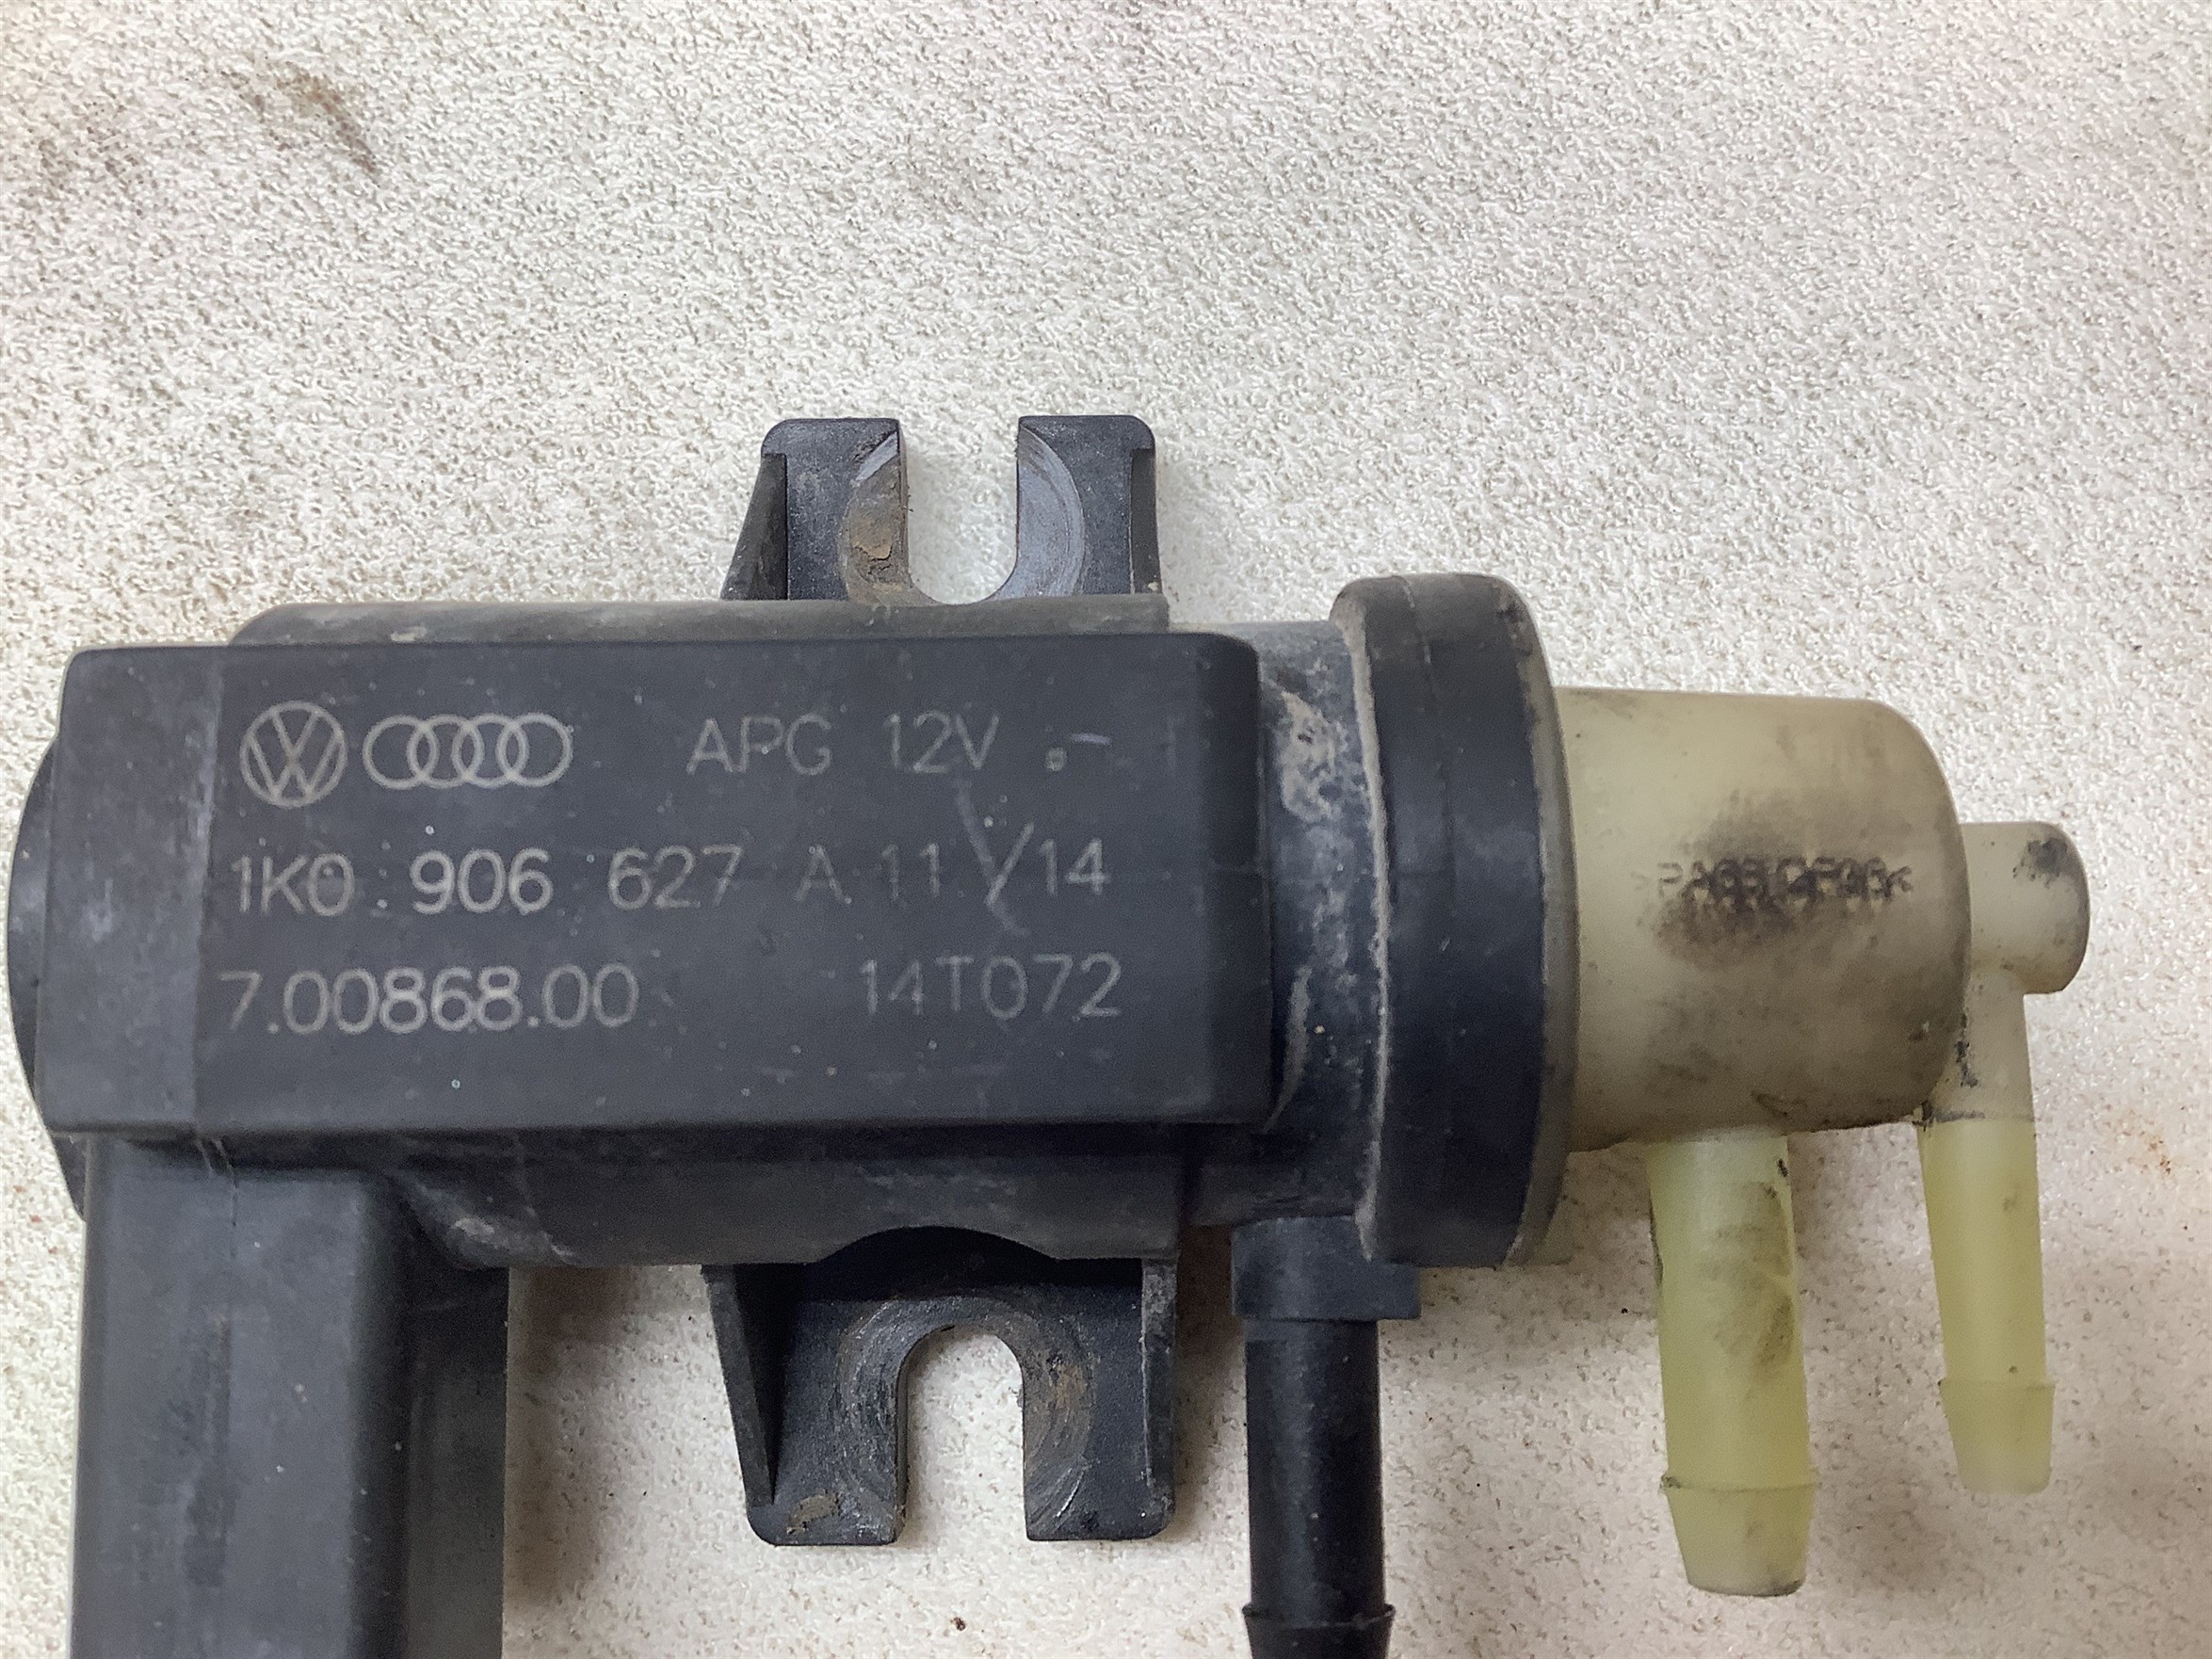 APG 12V
1K0 906 627 A 11/14
7.00868.00 14T072